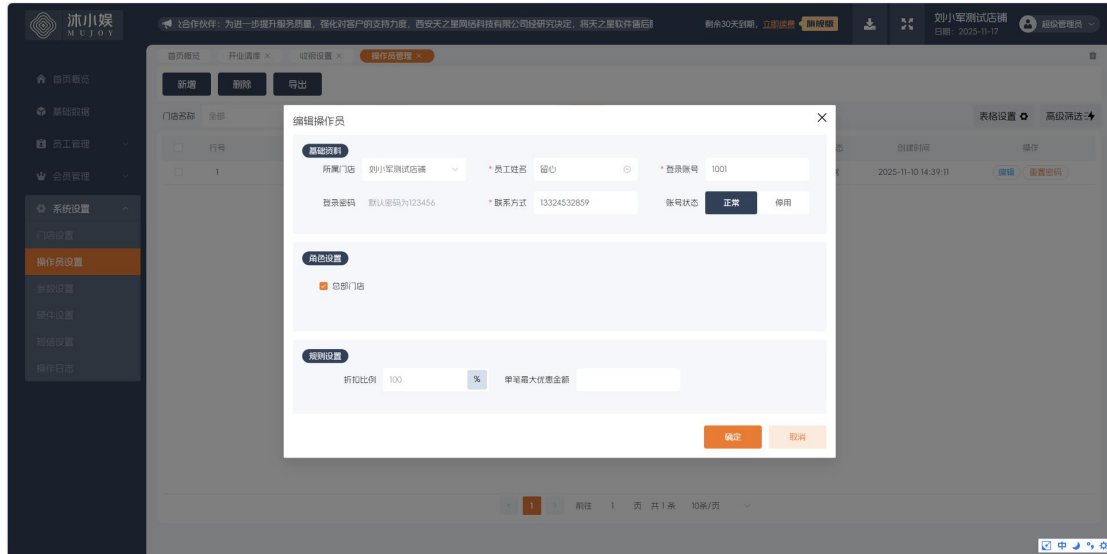 沐小娱
MUJOY
合作伙伴：为进一步提升服务质量，强化对客户的支持力度，西安天之星网络科技有限公司经研究决定，将天之星软件售后
剩余30天到期，立即续费 旗舰版
刘小军测试店铺
日期：2025-11-17
超级管理员
首页概览 开业清库 × 收银设置 × 操作员管理 ×
首页概览
基础数据
员工管理
会员管理
系统设置
门店设置
操作员设置
参数设置
硬件设置
短信设置
操作日志
新增 删除 导出
门店名称 全部
表格设置 高级筛选
行号 创建时间 操作
1 2025-11-10 14:39:11 编辑 重置密码
编辑操作员
基础资料
所属门店 刘小军测试店铺 * 员工姓名 留心 * 登录账号 1001
登录密码 默认密码为123456 * 联系方式 13324532859 账号状态 正常 停用
角色设置
总部门店
规则设置
折扣比例 100 % 单笔最大优惠金额
确定 取消
1 前往 1 页 共 1 条 10条/页
中